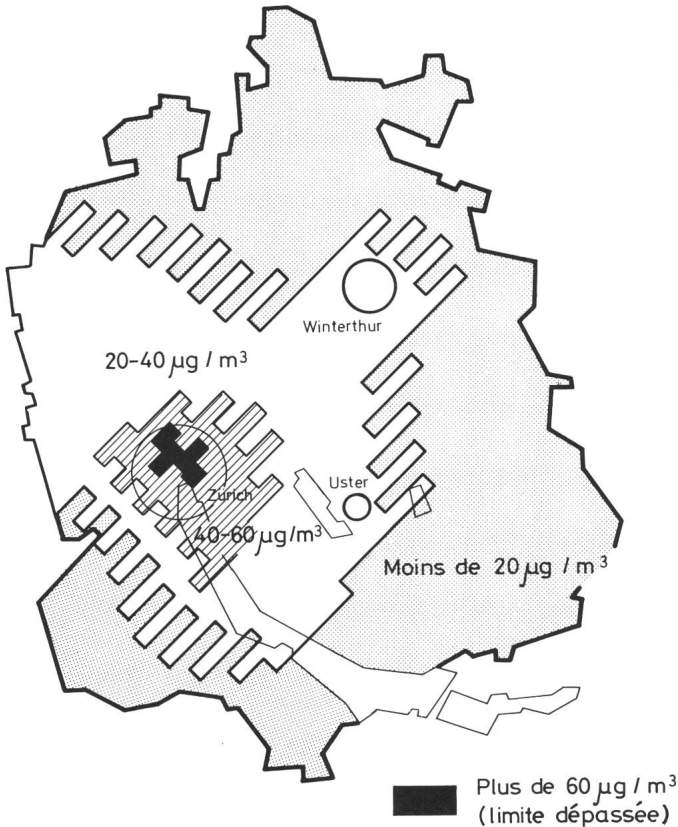 Winterthur
20-40 µg / m³
Uster
Zürich
40-60 µg/m³
Moins de 20 µg / m³
Plus de 60 µg / m³
(limite dépassée)